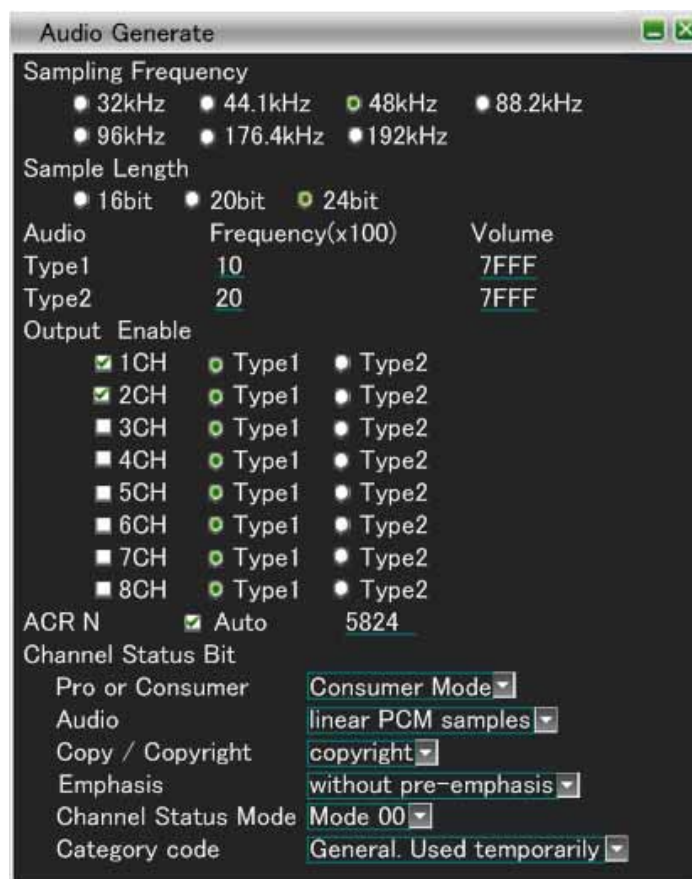 Audio Generate
Sampling Frequency
32kHz 44.1kHz 48kHz 88.2kHz
96kHz 176.4kHz 192kHz
Sample Length
16bit 20bit 24bit
Audio Frequency(x100) Volume
Type1 10 7FFF
Type2 20 7FFF
Output Enable
1CH Type1 Type2
2CH Type1 Type2
3CH Type1 Type2
4CH Type1 Type2
5CH Type1 Type2
6CH Type1 Type2
7CH Type1 Type2
8CH Type1 Type2
ACR N Auto 5824
Channel Status Bit
Pro or Consumer Consumer Mode
Audio linear PCM samples
Copy / Copyright copyright
Emphasis without pre-emphasis
Channel Status Mode Mode 00
Category code General. Used temporarily